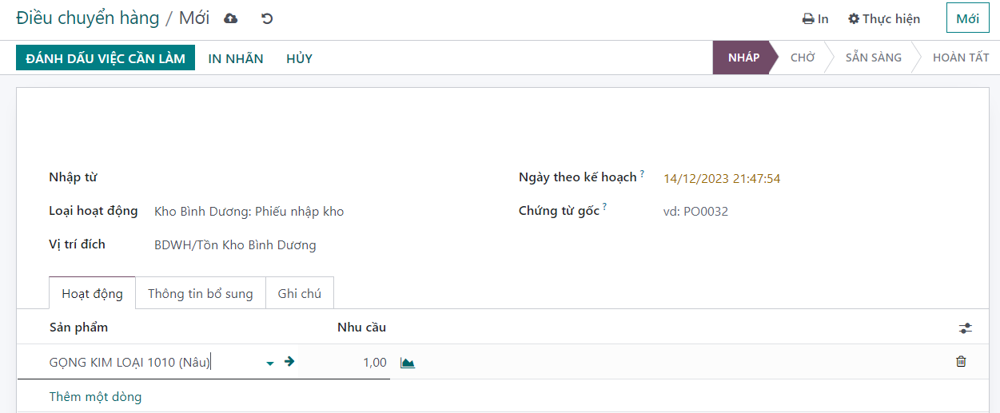 Điều chuyển hàng / Mới In Thực hiện Mới
ĐÁNH DẤU VIỆC CẦN LÀM IN NHÃN HỦY NHÁP CHỜ SẴN SÀNG HOÀN TẤT
Nhập từ Ngày theo kế hoạch ? 14/12/2023 21:47:54
Loại hoạt động Kho Bình Dương: Phiếu nhập kho Chứng từ gốc ? vd: PO0032
Vị trí đích BDWH/Tồn Kho Bình Dương
Hoạt động Thông tin bổ sung Ghi chú
Sản phẩm Nhu cầu
GỌNG KIM LOẠI 1010 (Nâu) 1,00
Thêm một dòng